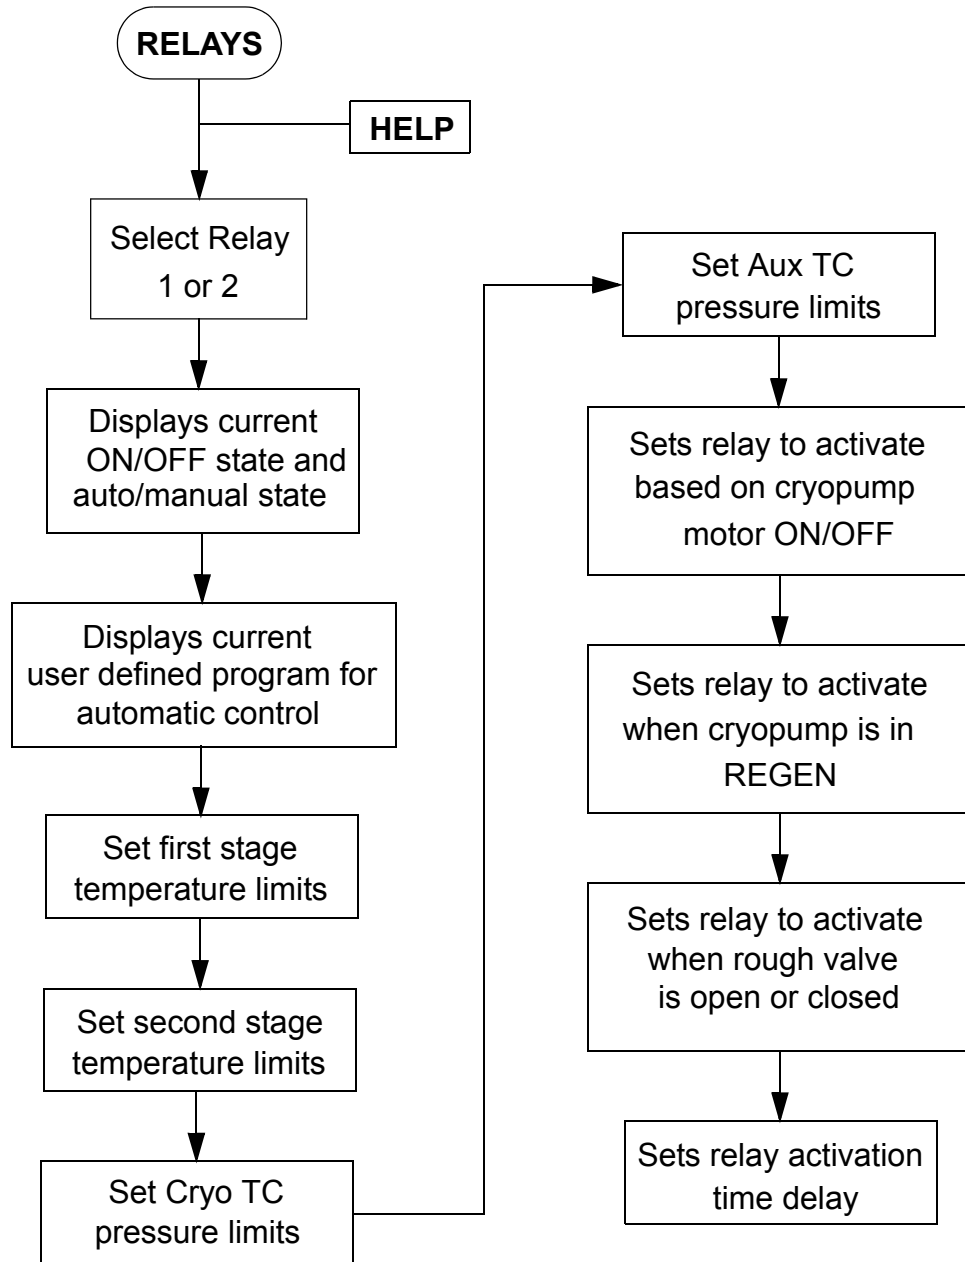 RELAYS
HELP
Select Relay
1 or 2
Displays current
ON/OFF state and
auto/manual state
Displays current
user defined program for
automatic control
Set first stage
temperature limits
Set second stage
temperature limits
Set Cryo TC
pressure limits
Set Aux TC
pressure limits
Sets relay to activate
based on cryopump
motor ON/OFF
Sets relay to activate
when cryopump is in
REGEN
Sets relay to activate
when rough valve
is open or closed
Sets relay activation
time delay